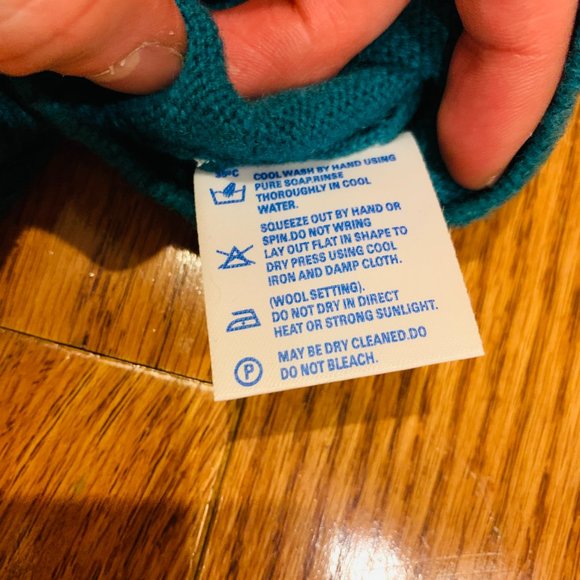 30°C
COOL WASH BY HAND USING
PURE SOAP.RINSE
THOROUGHLY IN COOL
WATER.
SQUEEZE OUT BY HAND OR
SPIN.DO NOT WRING
LAY OUT FLAT IN SHAPE TO
DRY PRESS USING COOL
IRON AND DAMP CLOTH.
(WOOL SETTING).
DO NOT DRY IN DIRECT
HEAT OR STRONG SUNLIGHT.
P
MAY BE DRY CLEANED.DO
DO NOT BLEACH.